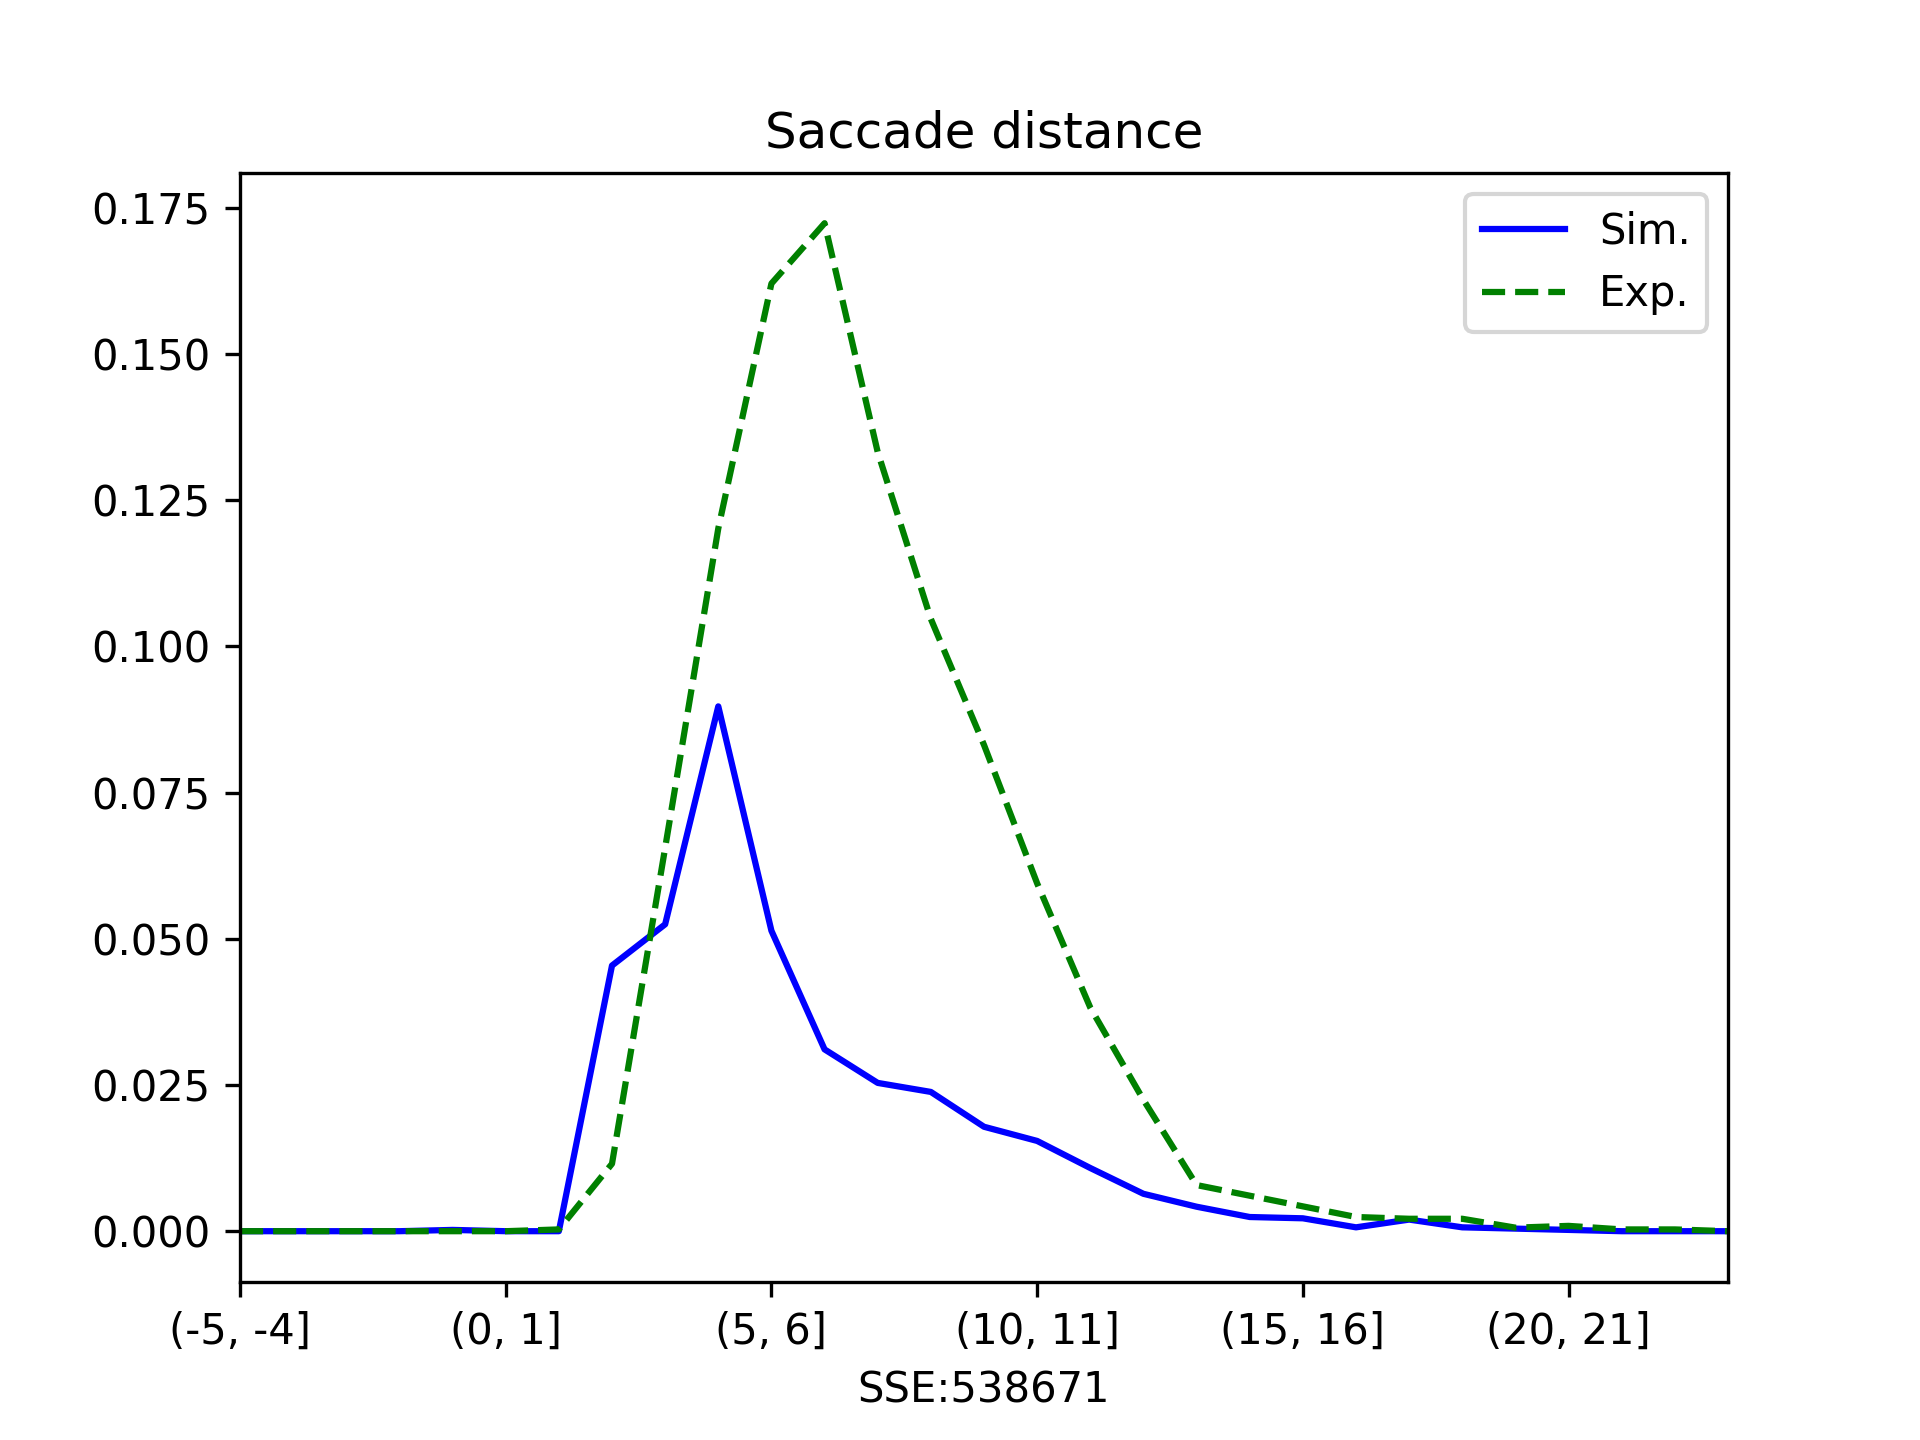 Saccade distance
0.175
0.150
0.125
0.100
0.075
0.050
0.025
0.000
Sim.
Exp.
(-5, -4] (0, 1] (5, 6] (10, 11] (15, 16] (20, 21]
SSE:538671